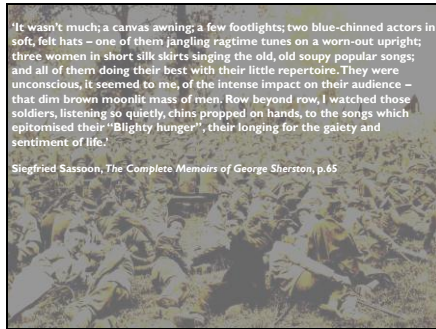 ‘It wasn’t much; a canvas awning; a few footlights; two blue-chinned actors in
soft, felt hats – one of them jangling ragtime tunes on a worn-out upright;
three women in short silk skirts singing the old, old soupy popular songs;
and all of them doing their best with their little repertoire. They were
unconscious, it seemed to me, of the intense impact on their audience –
that dim brown moonlit mass of men. Row beyond row, I watched those
soldiers, listening so quietly, chins propped on hands, to the songs which
epitomised their “Blighty hunger”, their longing for the gaiety and
sentiment of life.’
Siegfried Sassoon, The Complete Memoirs of George Sherston, p.65